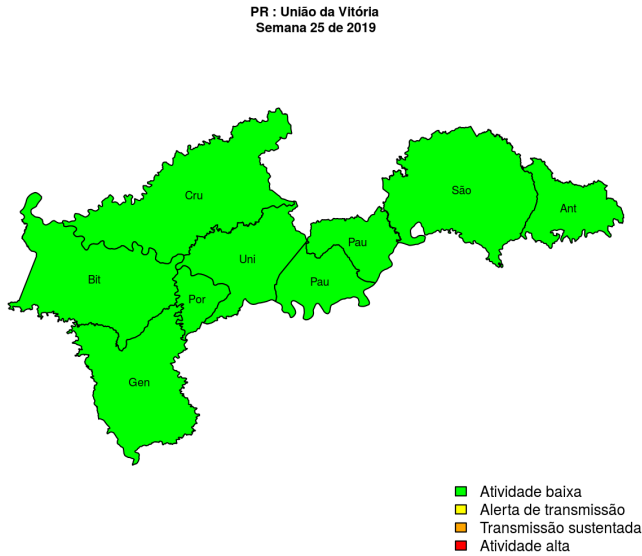 PR : União da Vitória
Semana 25 de 2019
Cru
São
Ant
Pau
Uni
Bit
Pau
Por
Gen
Atividade baixa
Alerta de transmissão
Transmissão sustentada
Atividade alta